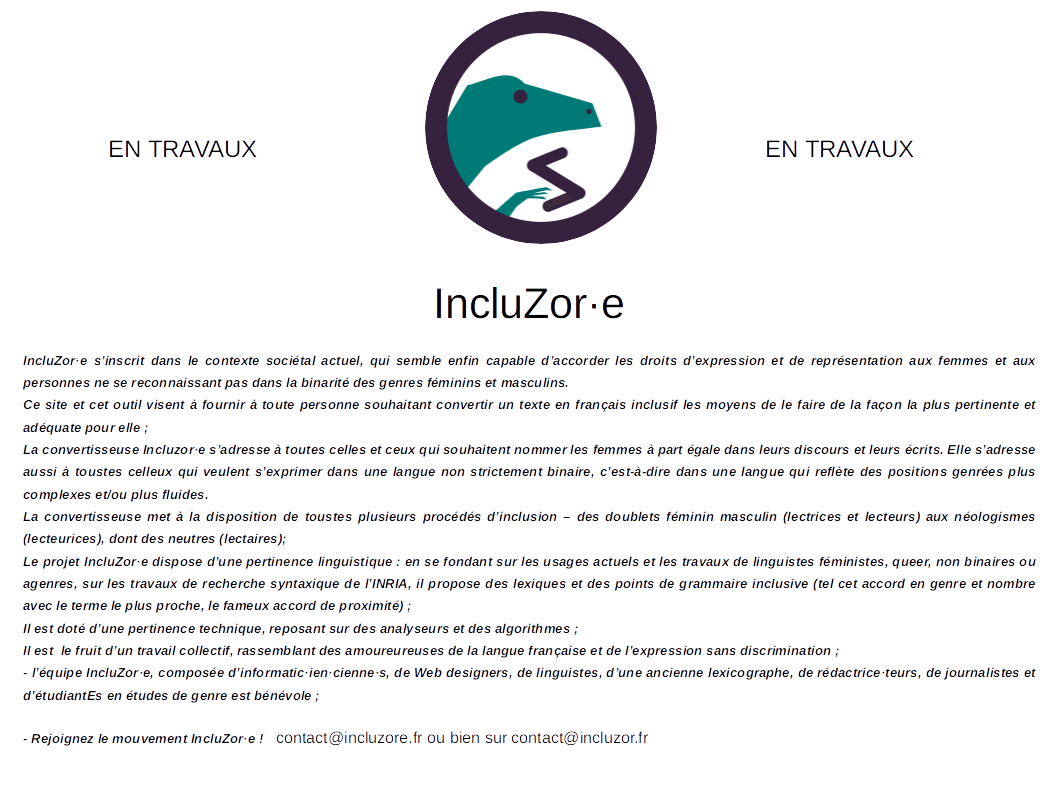 EN TRAVAUX
EN TRAVAUX
IncluZor·e
IncluZor·e s’inscrit dans le contexte sociétal actuel, qui semble enfin capable d’accorder les droits d’expression et de représentation aux femmes et aux
personnes ne se reconnaissant pas dans la binarité des genres féminins et masculins.
Ce site et cet outil visent à fournir à toute personne souhaitant convertir un texte en français inclusif les moyens de le faire de la façon la plus pertinente et
adéquate pour elle ;
La convertisseuse Incluzor·e s’adresse à toutes celles et ceux qui souhaitent nommer les femmes à part égale dans leurs discours et leurs écrits. Elle s’adresse
aussi à toustes celleux qui veulent s’exprimer dans une langue non strictement binaire, c’est-à-dire dans une langue qui reflète des positions genrées plus
complexes et/ou plus fluides.
La convertisseuse met à la disposition de toustes plusieurs procédés d’inclusion – des doublets féminin masculin (lectrices et lecteurs) aux néologismes
(lecteurices), dont des neutres (lectaires);
Le projet IncluZor·e dispose d’une pertinence linguistique : en se fondant sur les usages actuels et les travaux de linguistes féministes, queer, non binaires ou
agenres, sur les travaux de recherche syntaxique de l’INRIA, il propose des lexiques et des points de grammaire inclusive (tel cet accord en genre et nombre
avec le terme le plus proche, le fameux accord de proximité) ;
Il est doté d’une pertinence technique, reposant sur des analyseurs et des algorithmes ;
Il est le fruit d’un travail collectif, rassemblant des amoureureuses de la langue française et de l’expression sans discrimination ;
- l’équipe IncluZor·e, composée d’informatic·ien·cienne·s, de Web designers, de linguistes, d’une ancienne lexicographe, de rédactrice·teurs, de journalistes et
d’étudiantEs en études de genre est bénévole ;
- Rejoignez le mouvement IncluZor·e ! contact@incluzore.fr ou bien sur contact@incluzor.fr